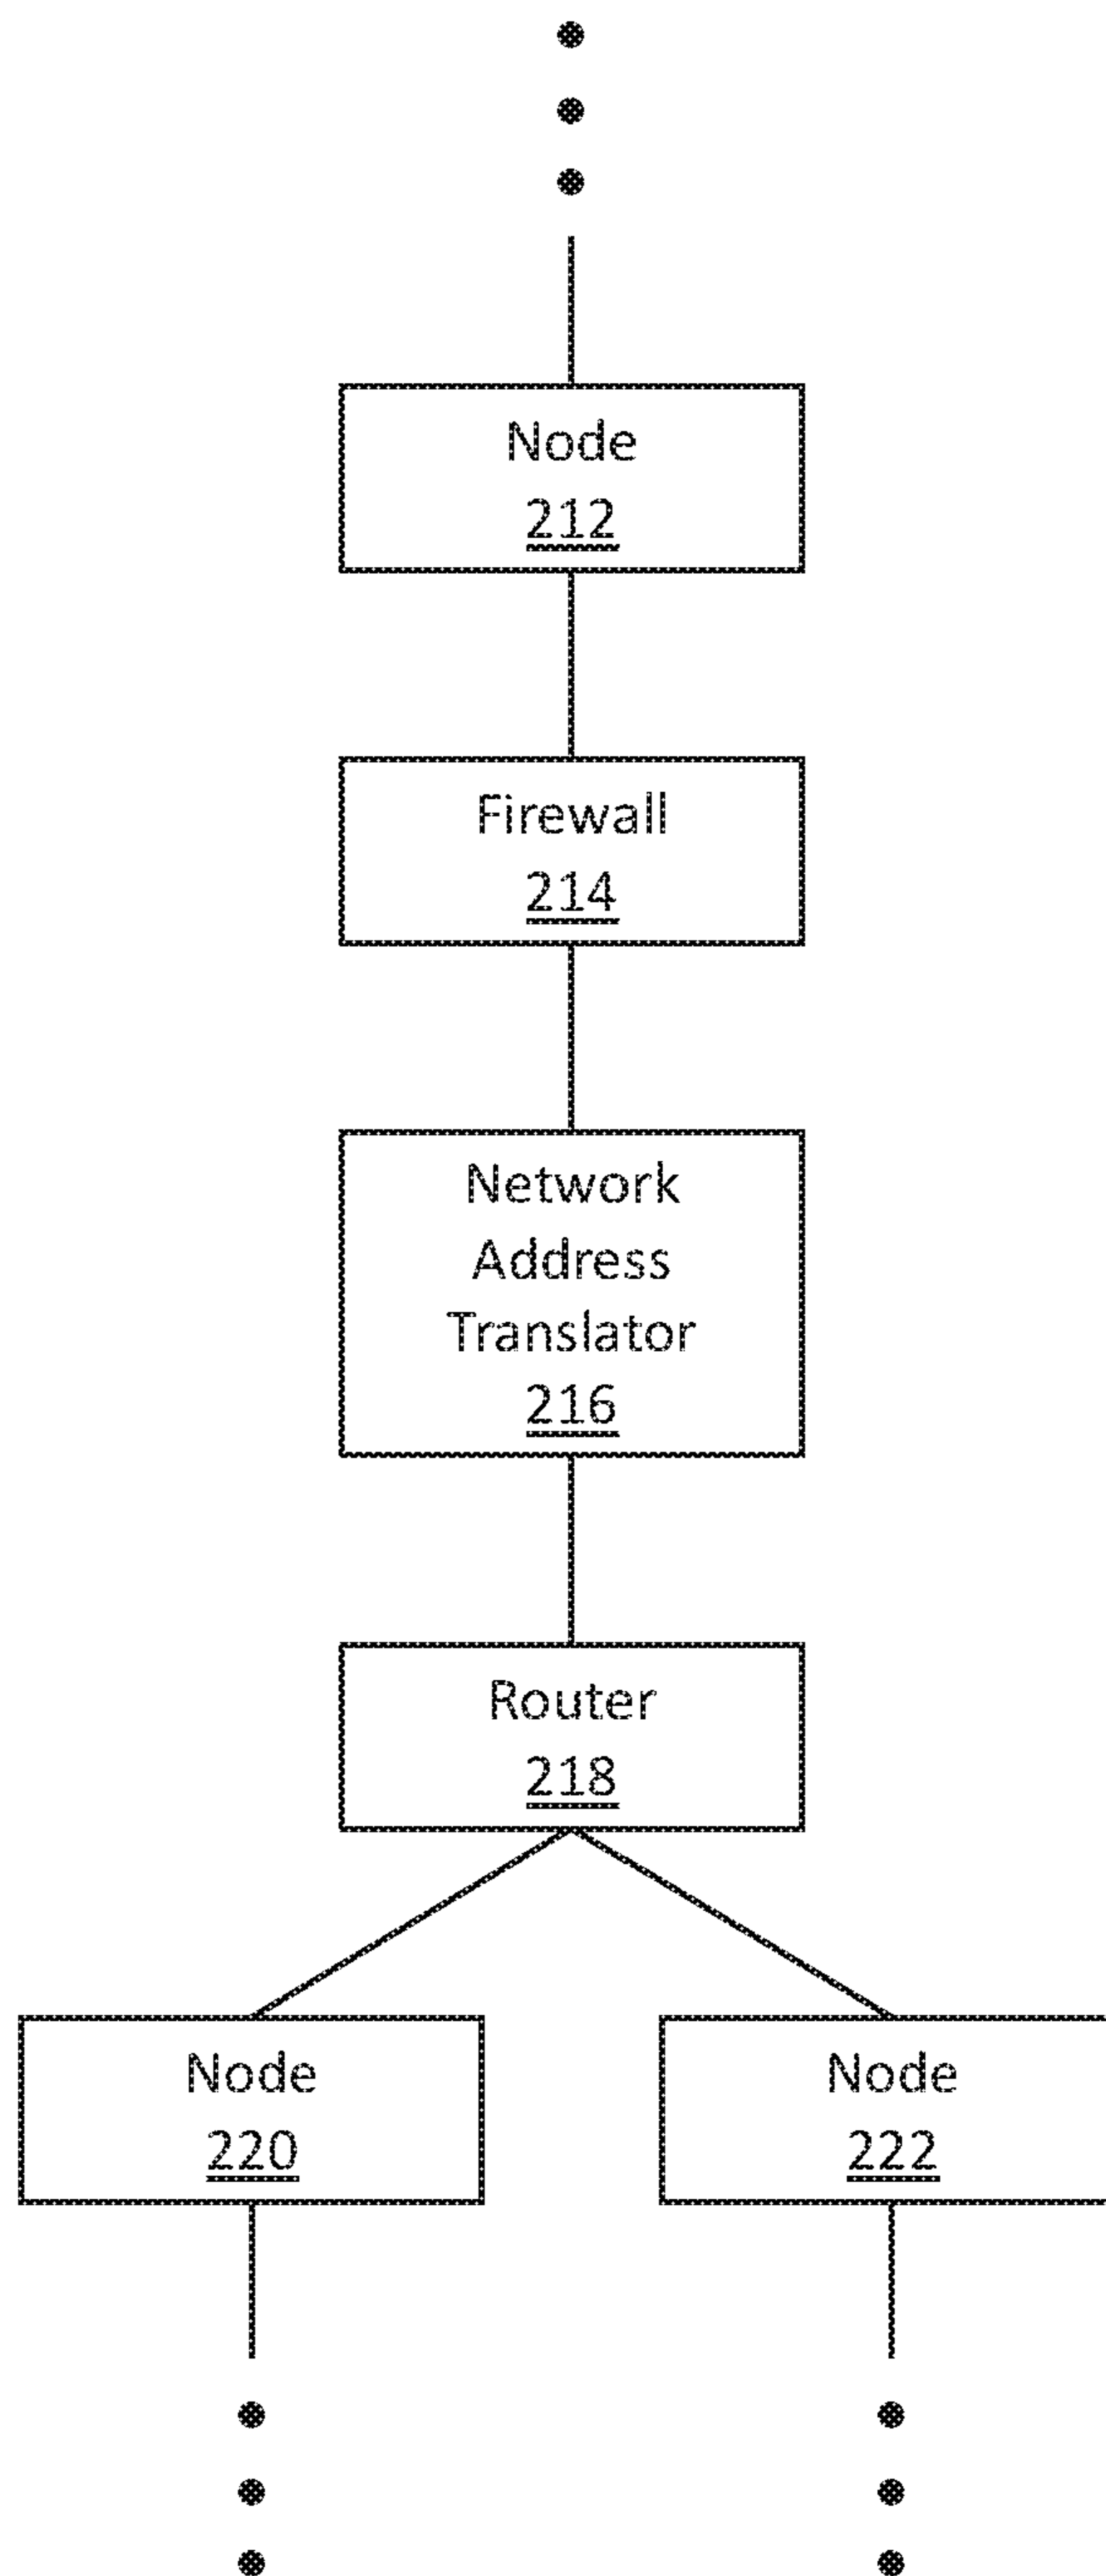 Node
212
Firewall
214
Network
Address
Translator
216
Router
218
Node
220
Node
222